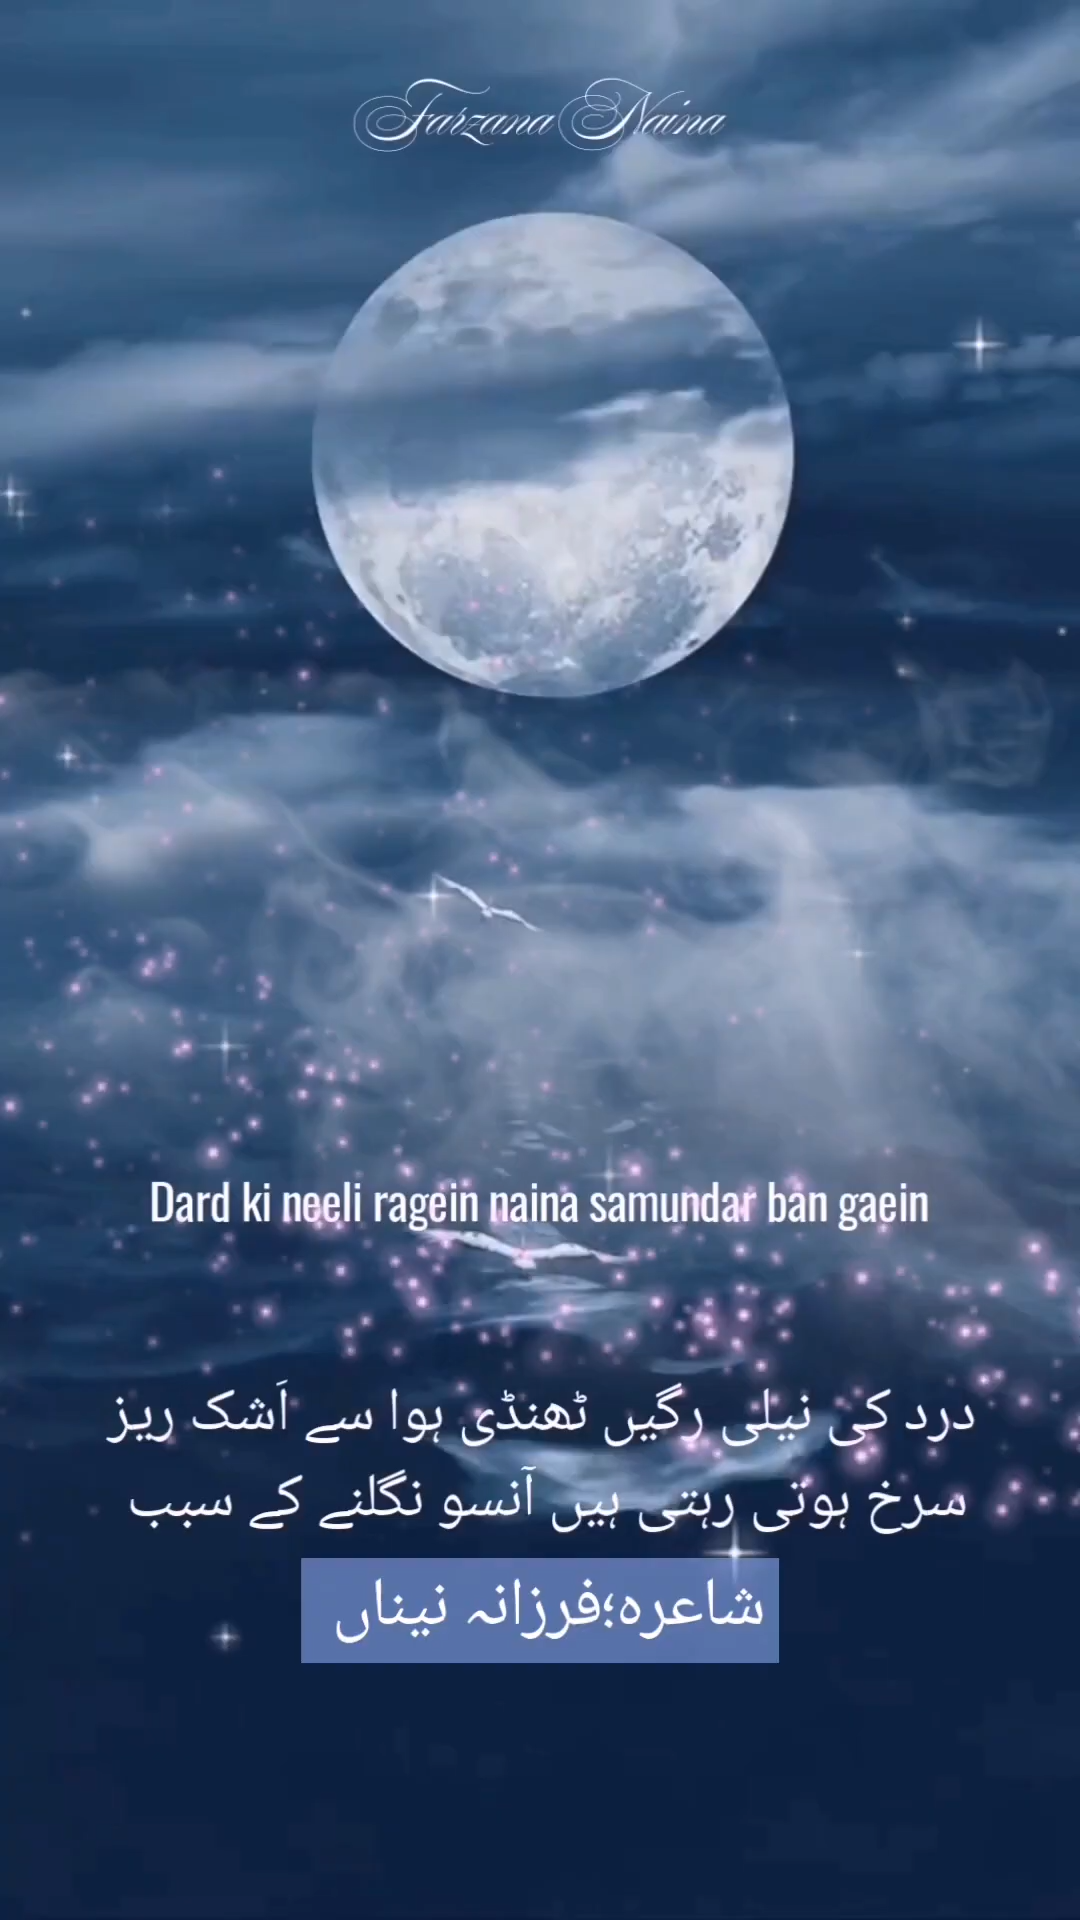 Farzana Naina
Dard ki neeli ragein naina samundar ban gaein
درد کی نیلی رگیں ٹھنڈی ہوا سے اَشک ریز
سرخ ہوتی رہتی ہیں آنسو نگلنے کے سبب
شاعرہ؛فرزانہ نیناں